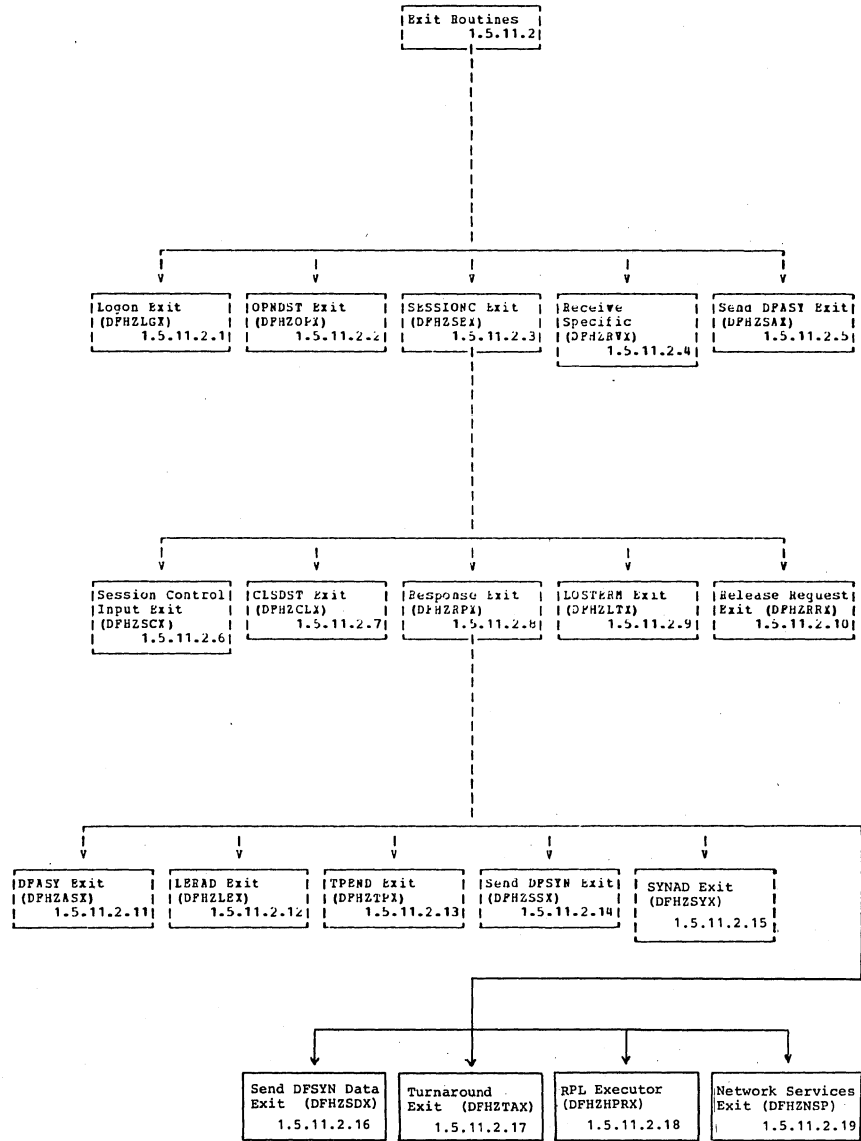 Exit Routines
1.5.11.2
Logon Exit
(DFHZLGX)
1.5.11.2.1
OPNDST Exit
(DFHZOPX)
1.5.11.2.2
SESSIONC Exit
(DFHZSEX)
1.5.11.2.3
Receive
Specific
(DFHZRVX)
1.5.11.2.4
Send DFASY Exit
(DFHZSAX)
1.5.11.2.5
Session Control
Input Exit
(DFHZSCX)
1.5.11.2.6
CLSDST Exit
(DFHZCLX)
1.5.11.2.7
Response Exit
(DFHZRPX)
1.5.11.2.8
LOSTERM Exit
(DFHZLTX)
1.5.11.2.9
Release Request
Exit (DFHZRRX)
1.5.11.2.10
DFASY Exit
(DFHZASX)
1.5.11.2.11
LERAD Exit
(DFHZLEX)
1.5.11.2.12
TPEND Exit
(DFHZTPX)
1.5.11.2.13
Send DFSYN Exit
(DFHZSSX)
1.5.11.2.14
SYNAD Exit
(DFHZSYX)
1.5.11.2.15
Send DFSYN Data
Exit (DFHZSDX)
1.5.11.2.16
Turnaround
Exit (DFHZTAX)
1.5.11.2.17
RPL Executor
(DFHZHPRX)
1.5.11.2.18
Network Services
Exit (DFHZNSP)
1.5.11.2.19